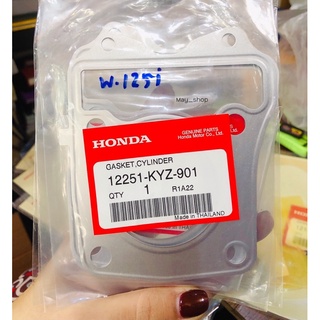 W.125i
May_shop
HONDA
GENUINE PARTS
Honda Motor Co., Ltd.
GASKET,CYLINDER
12251-KYZ-901
QTY 1 R1A22
Made in THAILAND